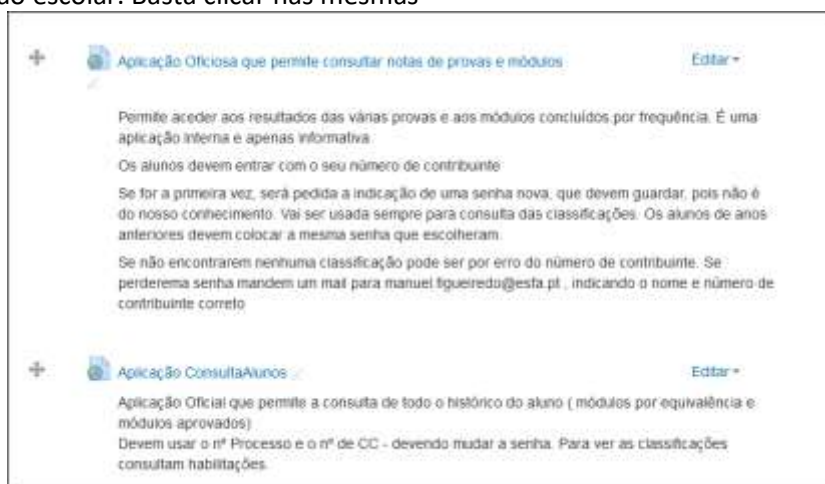 ão escolar. Basta clicar nas mesmas
Aplicação Oficiosa que permite consultar notas de provas e módulos Editar
Permite aceder aos resultados das várias provas e aos módulos concluídos por frequência. É uma
aplicação interna e apenas informativa
Os alunos devem entrar com o seu número de contribuinte
Se for a primeira vez, será pedida a indicação de uma senha nova, que devem guardar, pois não é
do nosso conhecimento. Vai ser usada sempre para consulta das classificações. Os alunos de anos
anteriores devem colocar a mesma senha que escolheram
Se não encontrarem nenhuma classificação pode ser por erro do número de contribuinte. Se
perderema senha mandem um mail para manuel.figueiredo@esfa.pt , indicando o nome e número de
contribuinte correto
Aplicação ConsultaAlunos Editar
Aplicação Oficial que permite a consulta de todo o histórico do aluno ( módulos por equivalência e
módulos aprovados)
Devem usar o nº Processo e o nº de CC - devendo mudar a senha. Para ver as classificações
consultam habilitações.